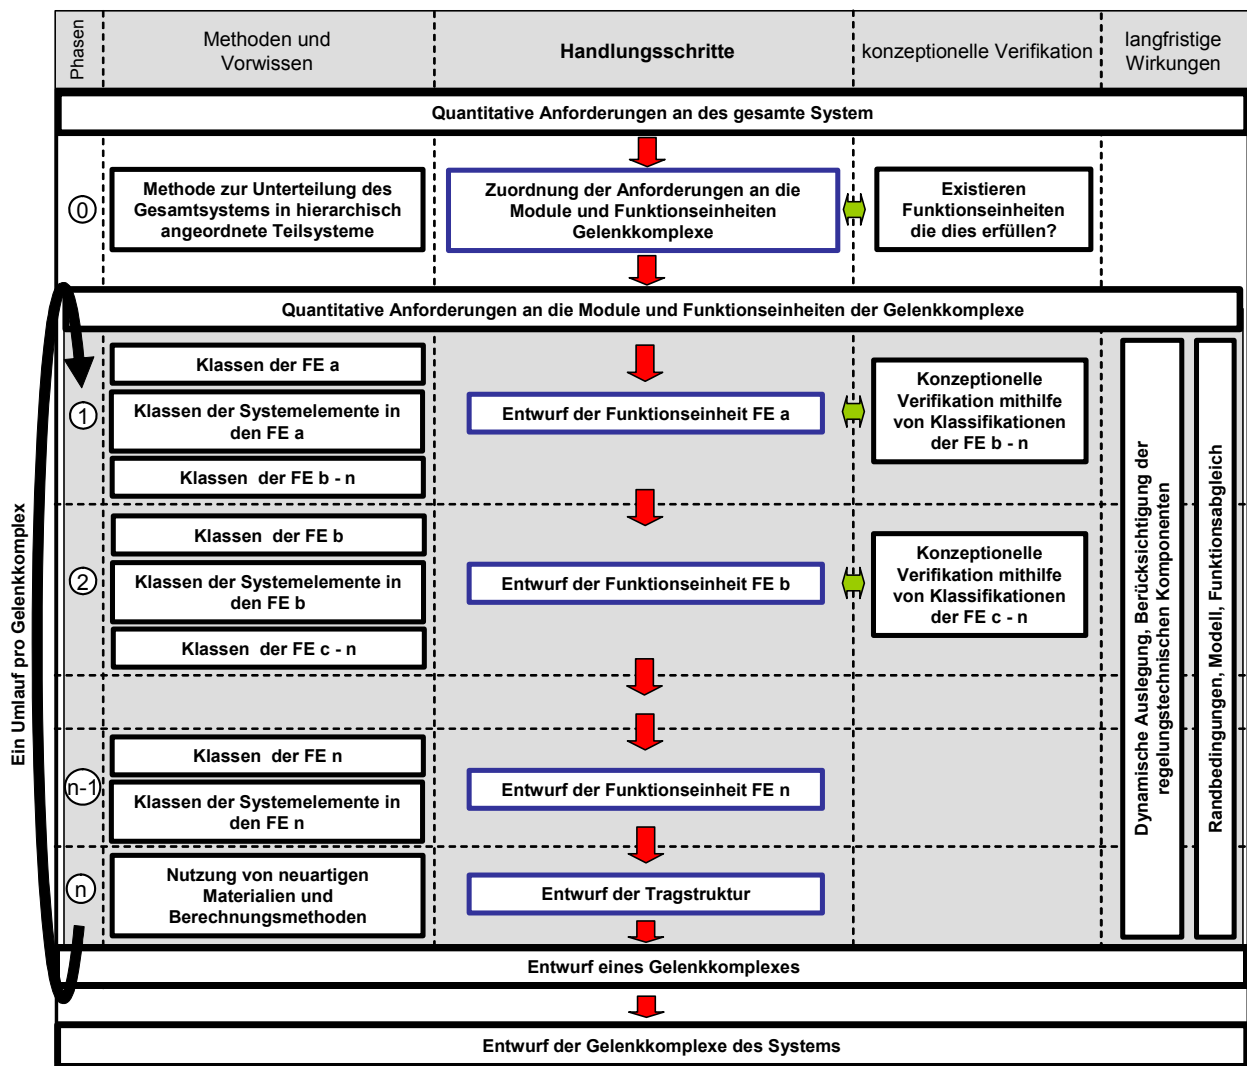 Phasen
Methoden und
Vorwissen
Handlungsschritte
konzeptionelle Verifikation
langfristige
Wirkungen
Quantitative Anforderungen an des gesamte System
0
Methode zur Unterteilung des
Gesamtsystems in hierarchisch
angeordnete Teilsysteme
Zuordnung der Anforderungen an die
Module und Funktionseinheiten
Gelenkkomplexe
Existieren
Funktionseinheiten
die dies erfüllen?
Quantitative Anforderungen an die Module und Funktionseinheiten der Gelenkkomplexe
Ein Umlauf pro Gelenkkomplex
1
Klassen der FE a
Klassen der Systemelemente in
den FE a
Klassen der FE b - n
Entwurf der Funktionseinheit FE a
Konzeptionelle
Verifikation mithilfe
von Klassifikationen
der FE b - n
2
Klassen der FE b
Klassen der Systemelemente in
den FE b
Klassen der FE c - n
Entwurf der Funktionseinheit FE b
Konzeptionelle
Verifikation mithilfe
von Klassifikationen
der FE c - n
n-1
Klassen der FE n
Klassen der Systemelemente in
den FE n
Entwurf der Funktionseinheit FE n
n
Nutzung von neuartigen
Materialien und
Berechnungsmethoden
Entwurf der Tragstruktur
Dynamische Auslegung, Berücksichtigung der
regelungstechnischen Komponenten
Randbedingungen, Modell, Funktionsabgleich
Entwurf eines Gelenkkomplexes
Entwurf der Gelenkkomplexe des Systems